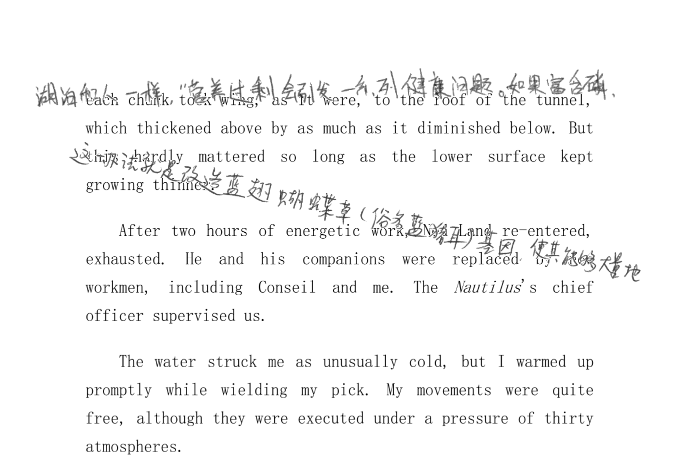 湖泊和人一样，“营养过剩”会引发一系列健康问题。如果富含磷、
each chunk took wing, as it were, to the roof of the tunnel,
which thickened above by as much as it diminished below. But
this hardly mattered so long as the lower surface kept
这一办法就是改造蓝翅蝴蝶草（俗名蓝猪耳）基因，使其能够大量地
growing thinner.
After two hours of energetic work, Ned Land re-entered,
exhausted. He and his companions were replaced by new
workmen, including Conseil and me. The Nautilus's chief
officer supervised us.
The water struck me as unusually cold, but I warmed up
promptly while wielding my pick. My movements were quite
free, although they were executed under a pressure of thirty
atmospheres.